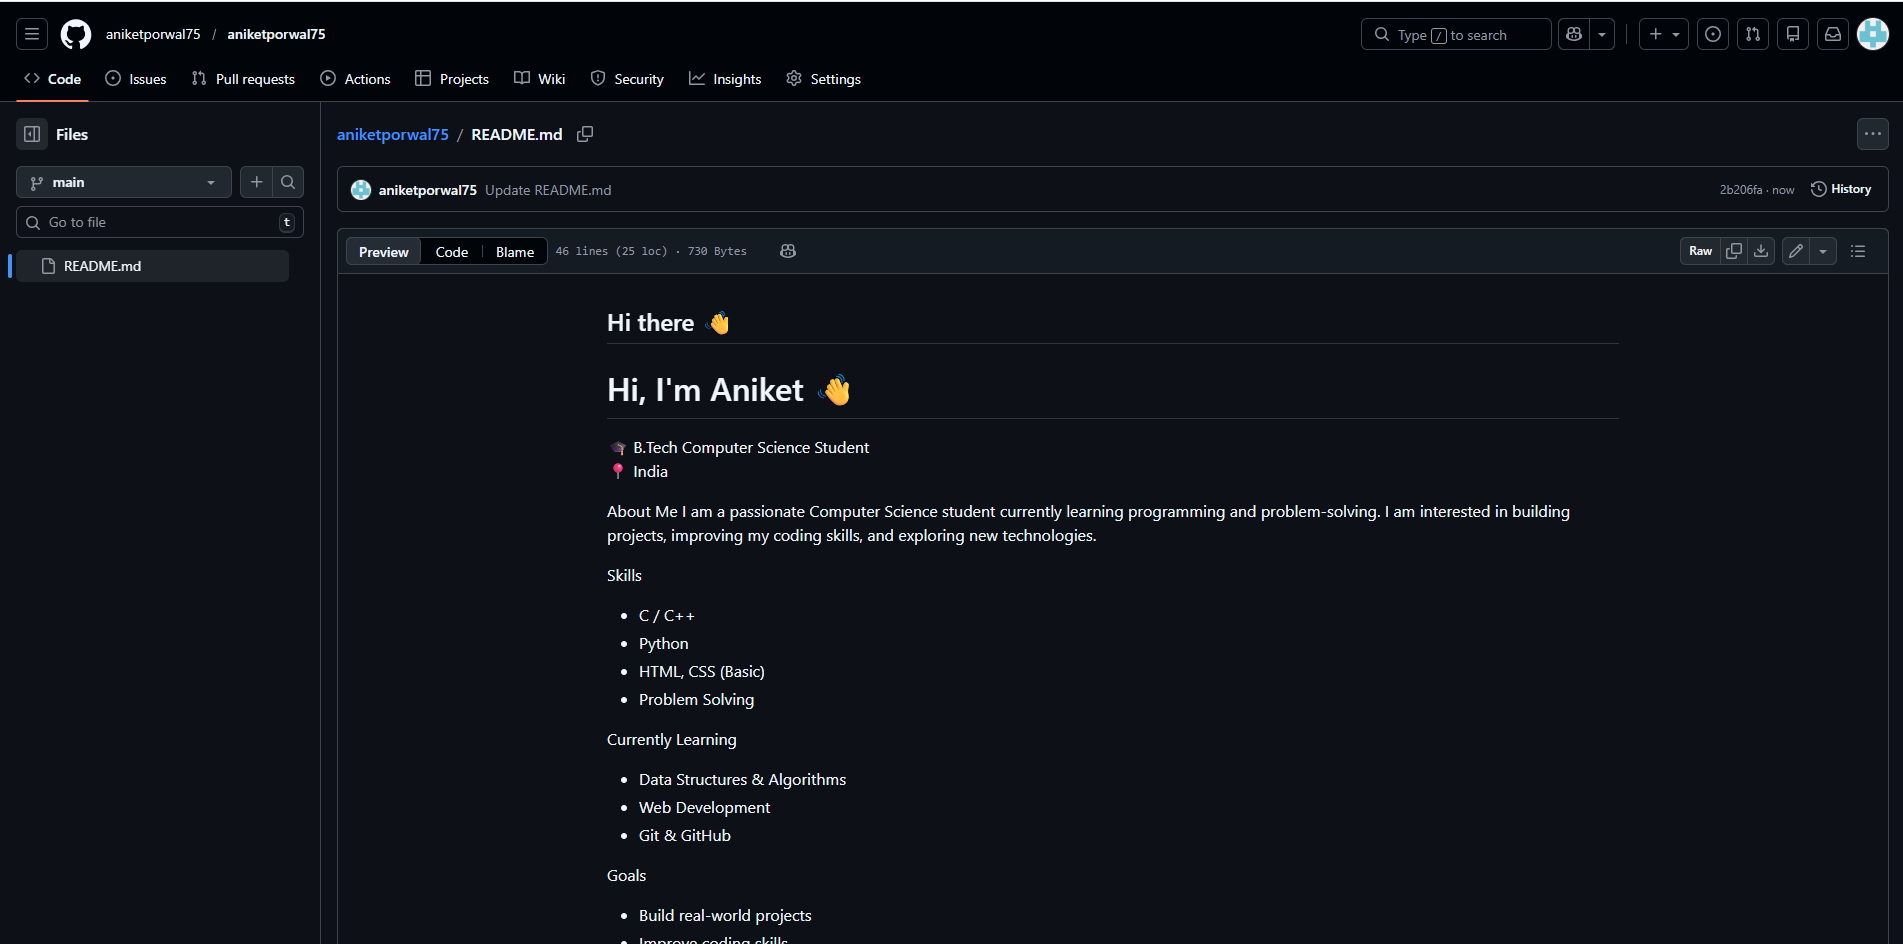 aniketporwal75 / aniketporwal75
Type / to search
Code Issues Pull requests Actions Projects Wiki Security Insights Settings
Files
aniketporwal75 / README.md
main
aniketporwal75 Update README.md
2b206fa · now History
Go to file t
Preview Code Blame 46 lines (25 loc) · 730 Bytes
Raw
README.md
Hi there 👋
Hi, I'm Aniket 👋
🎓 B.Tech Computer Science Student
📍 India
About Me I am a passionate Computer Science student currently learning programming and problem-solving. I am interested in building
projects, improving my coding skills, and exploring new technologies.
Skills
• C / C++
• Python
• HTML, CSS (Basic)
• Problem Solving
Currently Learning
• Data Structures & Algorithms
• Web Development
• Git & GitHub
Goals
• Build real-world projects
• Improve coding skills